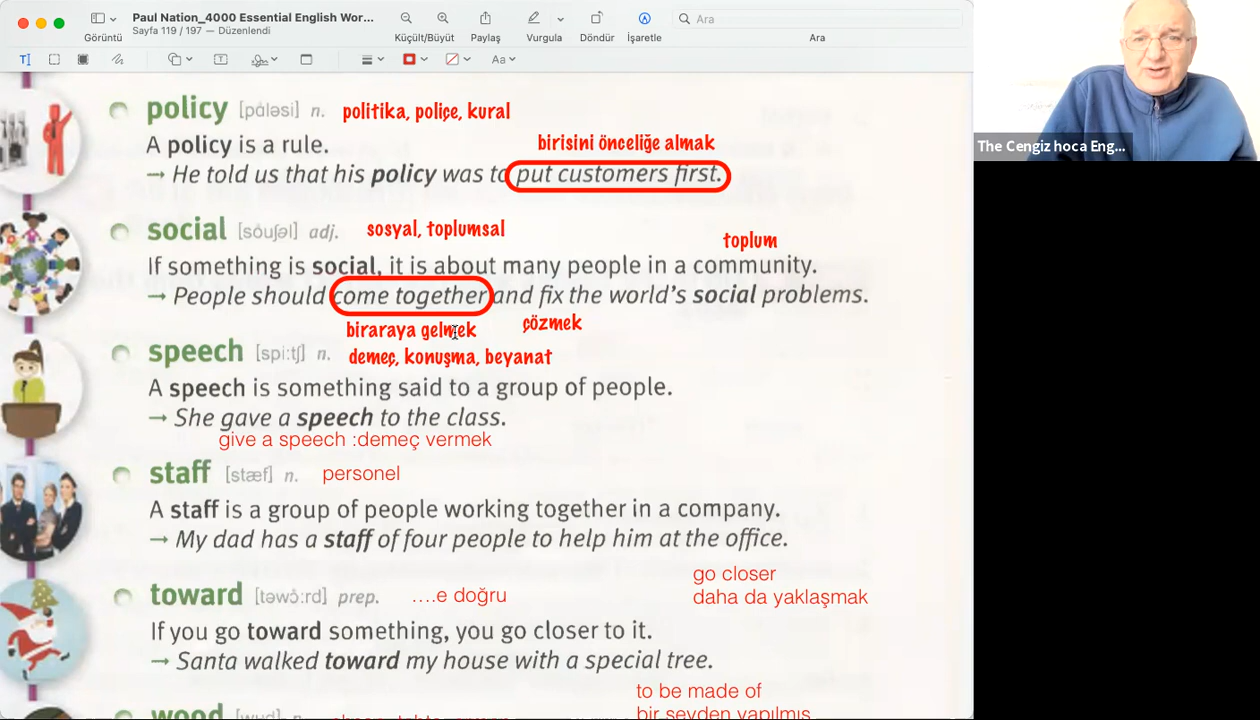 Paul Nation_4000 Essential English Wor...
Sayfa 119 / 197 — Düzenlendi
Görüntü
Küçült/Büyüt
Paylaş
Vurgula
Döndür
İşaretle
Ara
Ara
Aa
The Cengiz hoca Eng...
policy [pάləsi] n. politika, poliçe, kural
A policy is a rule. birisini önceliğe almak
→ He told us that his policy was to put customers first.
social [sóuʃəl] adj. sosyal, toplumsal
toplum
If something is social, it is about many people in a community.
→ People should come together and fix the world's social problems.
biraraya gelmek çözmek
speech [spi:tʃ] n. demeç, konuşma, beyanat
A speech is something said to a group of people.
→ She gave a speech to the class.
give a speech :demeç vermek
staff [stæf] n. personel
A staff is a group of people working together in a company.
→ My dad has a staff of four people to help him at the office.
go closer
toward [təwɔ́:rd] prep. ....e doğru daha da yaklaşmak
If you go toward something, you go closer to it.
→ Santa walked toward my house with a special tree.
to be made of
bir şeyden yapılmış
wood [wud] n.